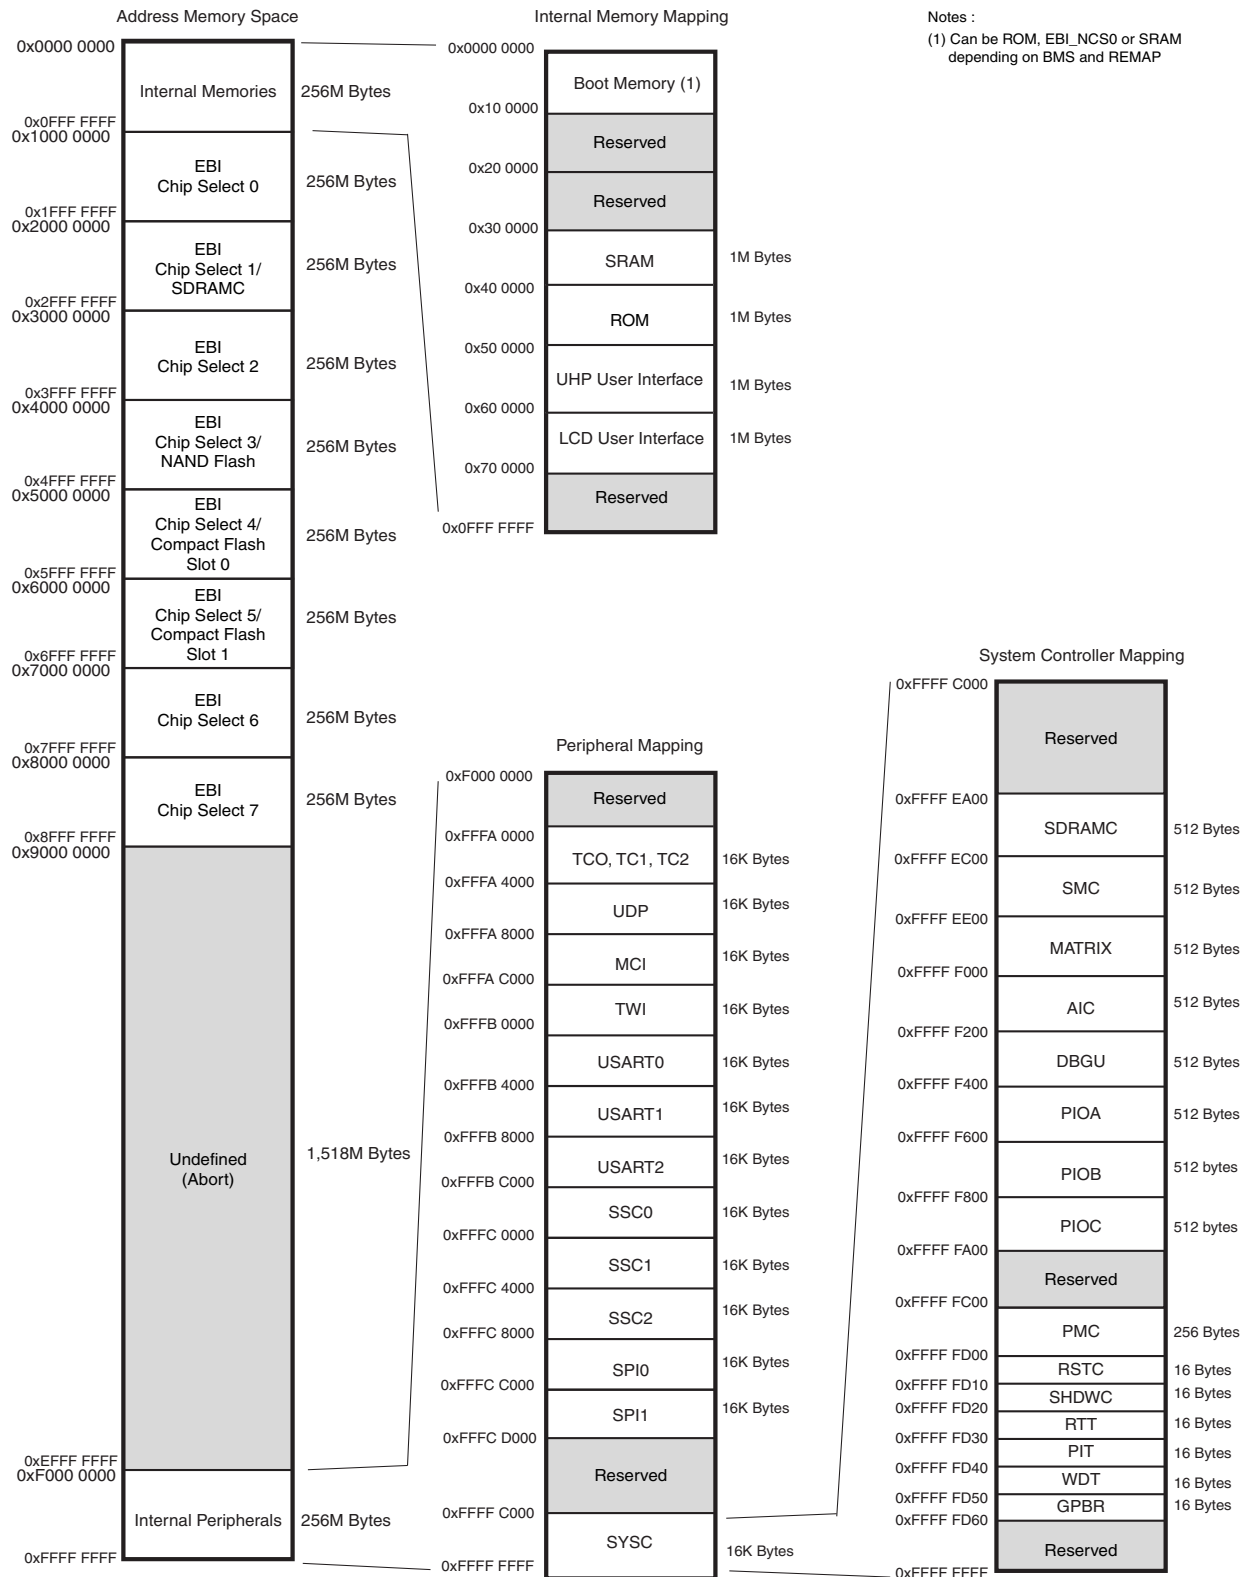 Address Memory Space
0x0000 0000
Internal Memories
256M Bytes
0x0FFF FFFF
0x1000 0000
EBI
Chip Select 0
256M Bytes
0x1FFF FFFF
0x2000 0000
EBI
Chip Select 1/
SDRAMC
256M Bytes
0x2FFF FFFF
0x3000 0000
EBI
Chip Select 2
256M Bytes
0x3FFF FFFF
0x4000 0000
EBI
Chip Select 3/
NAND Flash
256M Bytes
0x4FFF FFFF
0x5000 0000
EBI
Chip Select 4/
Compact Flash
Slot 0
256M Bytes
0x5FFF FFFF
0x6000 0000
EBI
Chip Select 5/
Compact Flash
Slot 1
256M Bytes
0x6FFF FFFF
0x7000 0000
EBI
Chip Select 6
256M Bytes
0x7FFF FFFF
0x8000 0000
EBI
Chip Select 7
256M Bytes
0x8FFF FFFF
0x9000 0000
Undefined
(Abort)
1,518M Bytes
0xEFFF FFFF
0xF000 0000
Internal Peripherals
256M Bytes
0xFFFF FFFF
Internal Memory Mapping
0x0000 0000
Boot Memory (1)
0x10 0000
Reserved
0x20 0000
Reserved
0x30 0000
SRAM
1M Bytes
0x40 0000
ROM
1M Bytes
0x50 0000
UHP User Interface
1M Bytes
0x60 0000
LCD User Interface
1M Bytes
0x70 0000
Reserved
0x0FFF FFFF
Notes :
(1) Can be ROM, EBI_NCS0 or SRAM
depending on BMS and REMAP
Peripheral Mapping
0xF000 0000
Reserved
0xFFFA 0000
TCO, TC1, TC2
16K Bytes
0xFFFA 4000
UDP
16K Bytes
0xFFFA 8000
MCI
16K Bytes
0xFFFA C000
TWI
16K Bytes
0xFFFB 0000
USART0
16K Bytes
0xFFFB 4000
USART1
16K Bytes
0xFFFB 8000
USART2
16K Bytes
0xFFFB C000
SSC0
16K Bytes
0xFFFC 0000
SSC1
16K Bytes
0xFFFC 4000
SSC2
16K Bytes
0xFFFC 8000
SPI0
16K Bytes
0xFFFC C000
SPI1
16K Bytes
0xFFFC D000
Reserved
0xFFFF C000
SYSC
16K Bytes
0xFFFF FFFF
System Controller Mapping
0xFFFF C000
Reserved
0xFFFF EA00
SDRAMC
512 Bytes
0xFFFF EC00
SMC
512 Bytes
0xFFFF EE00
MATRIX
512 Bytes
0xFFFF F000
AIC
512 Bytes
0xFFFF F200
DBGU
512 Bytes
0xFFFF F400
PIOA
512 Bytes
0xFFFF F600
PIOB
512 bytes
0xFFFF F800
PIOC
512 bytes
0xFFFF FA00
Reserved
0xFFFF FC00
PMC
256 Bytes
0xFFFF FD00
RSTC
16 Bytes
0xFFFF FD10
SHDWC
16 Bytes
0xFFFF FD20
RTT
16 Bytes
0xFFFF FD30
PIT
16 Bytes
0xFFFF FD40
WDT
16 Bytes
0xFFFF FD50
GPBR
16 Bytes
0xFFFF FD60
Reserved
0xFFFF FFFF